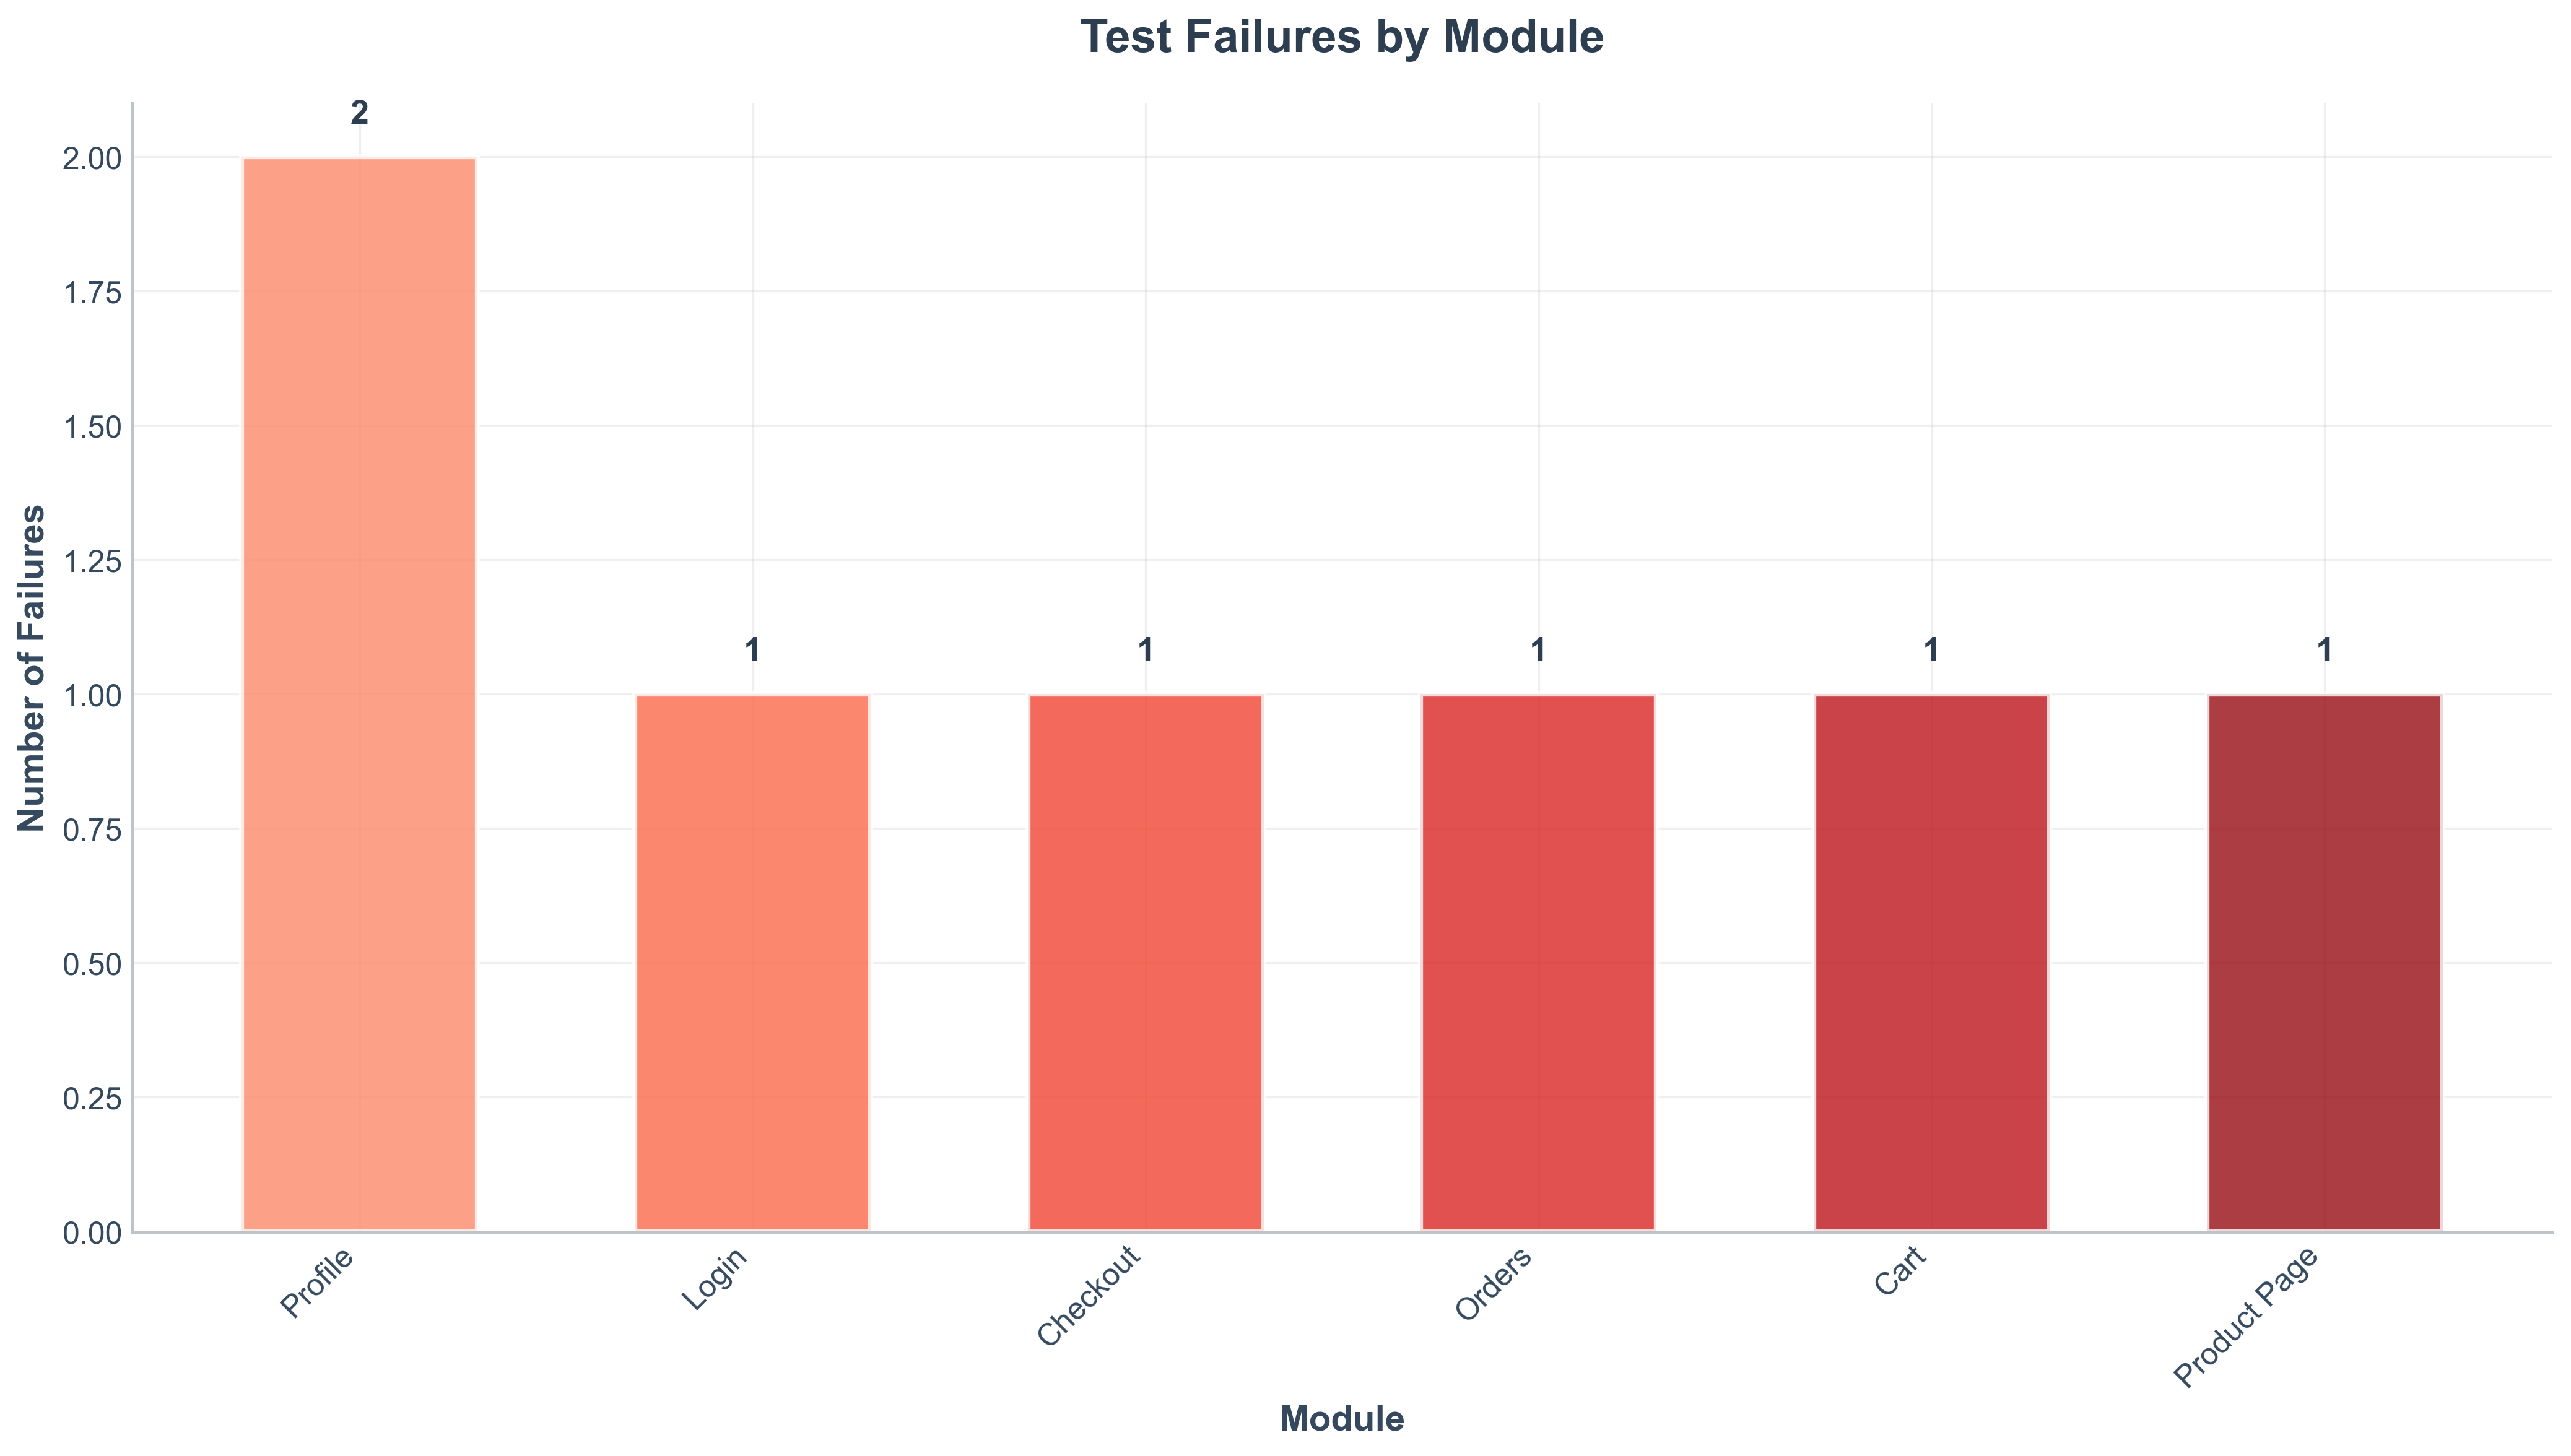 Test Failures by Module
2
2.00
1.75
1.50
1.25
1 1 1 1 1
1.00
0.75
0.50
0.25
0.00
Number of Failures
Profile
Login
Checkout
Orders
Cart
Product Page
Module